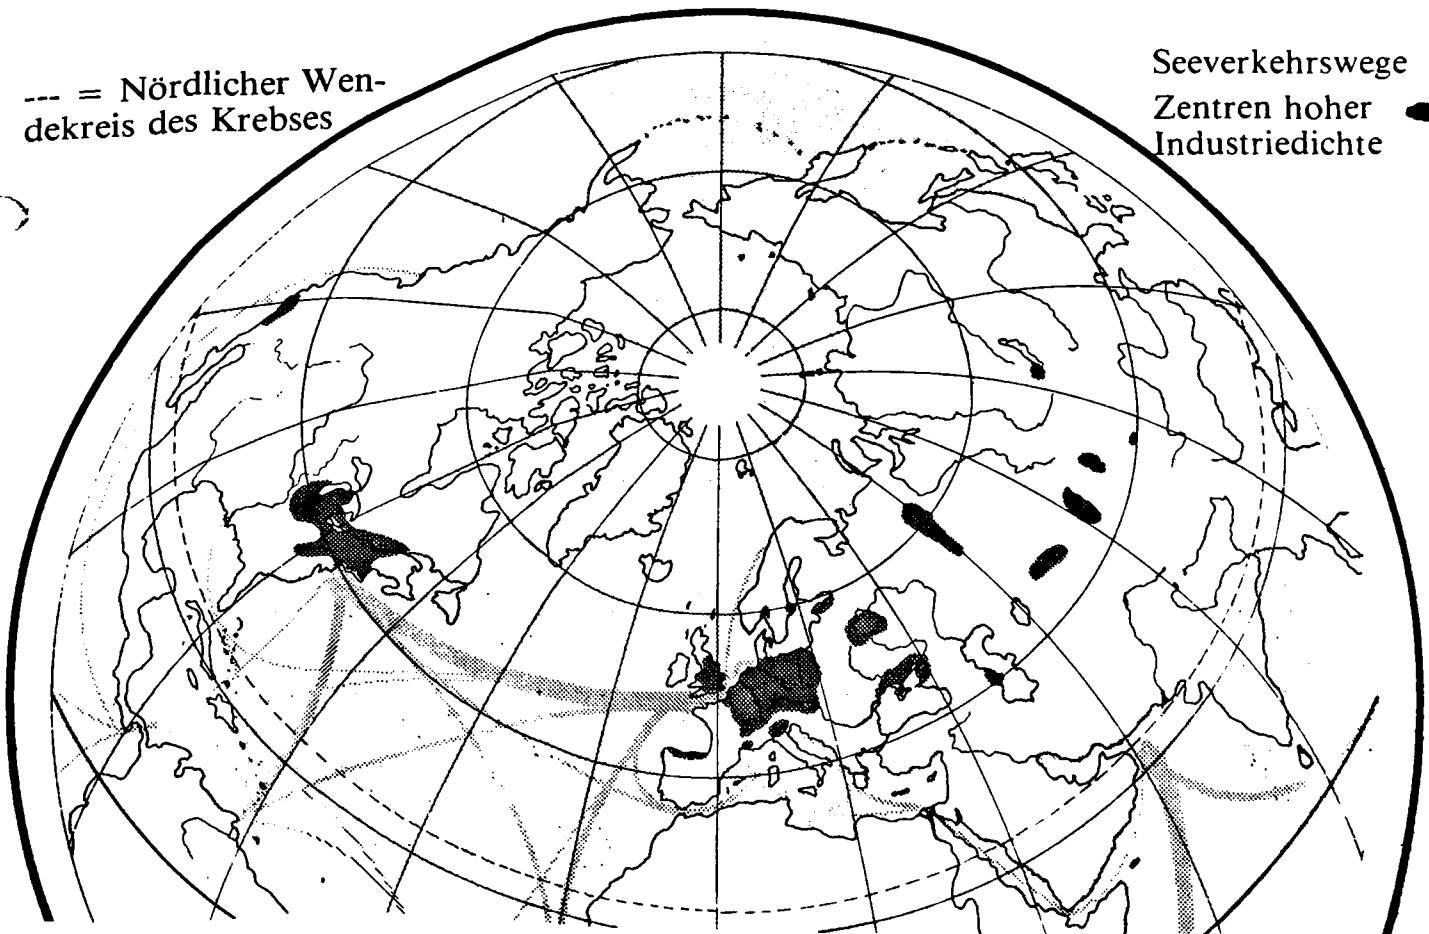 --- = Nördlicher Wen-
dekreis des Krebses
Seeverkehrswege
Zentren hoher
Industriedichte